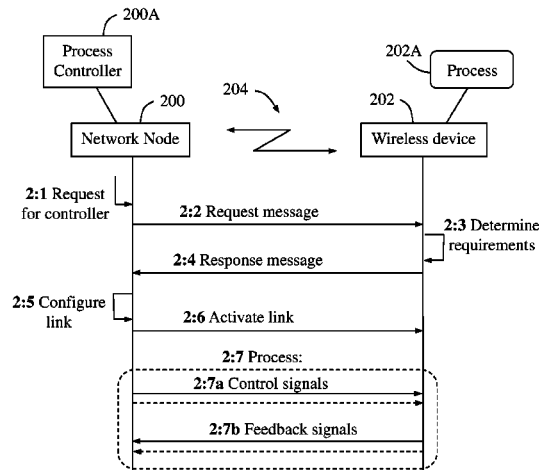 200A
Process
Controller
202A
Process
200
204
202
Network Node
Wireless device
2:1 Request
for controller
2:2 Request message
2:3 Determine
requirements
2:4 Response message
2:5 Configure
link
2:6 Activate link
2:7 Process:
2:7a Control signals
2:7b Feedback signals